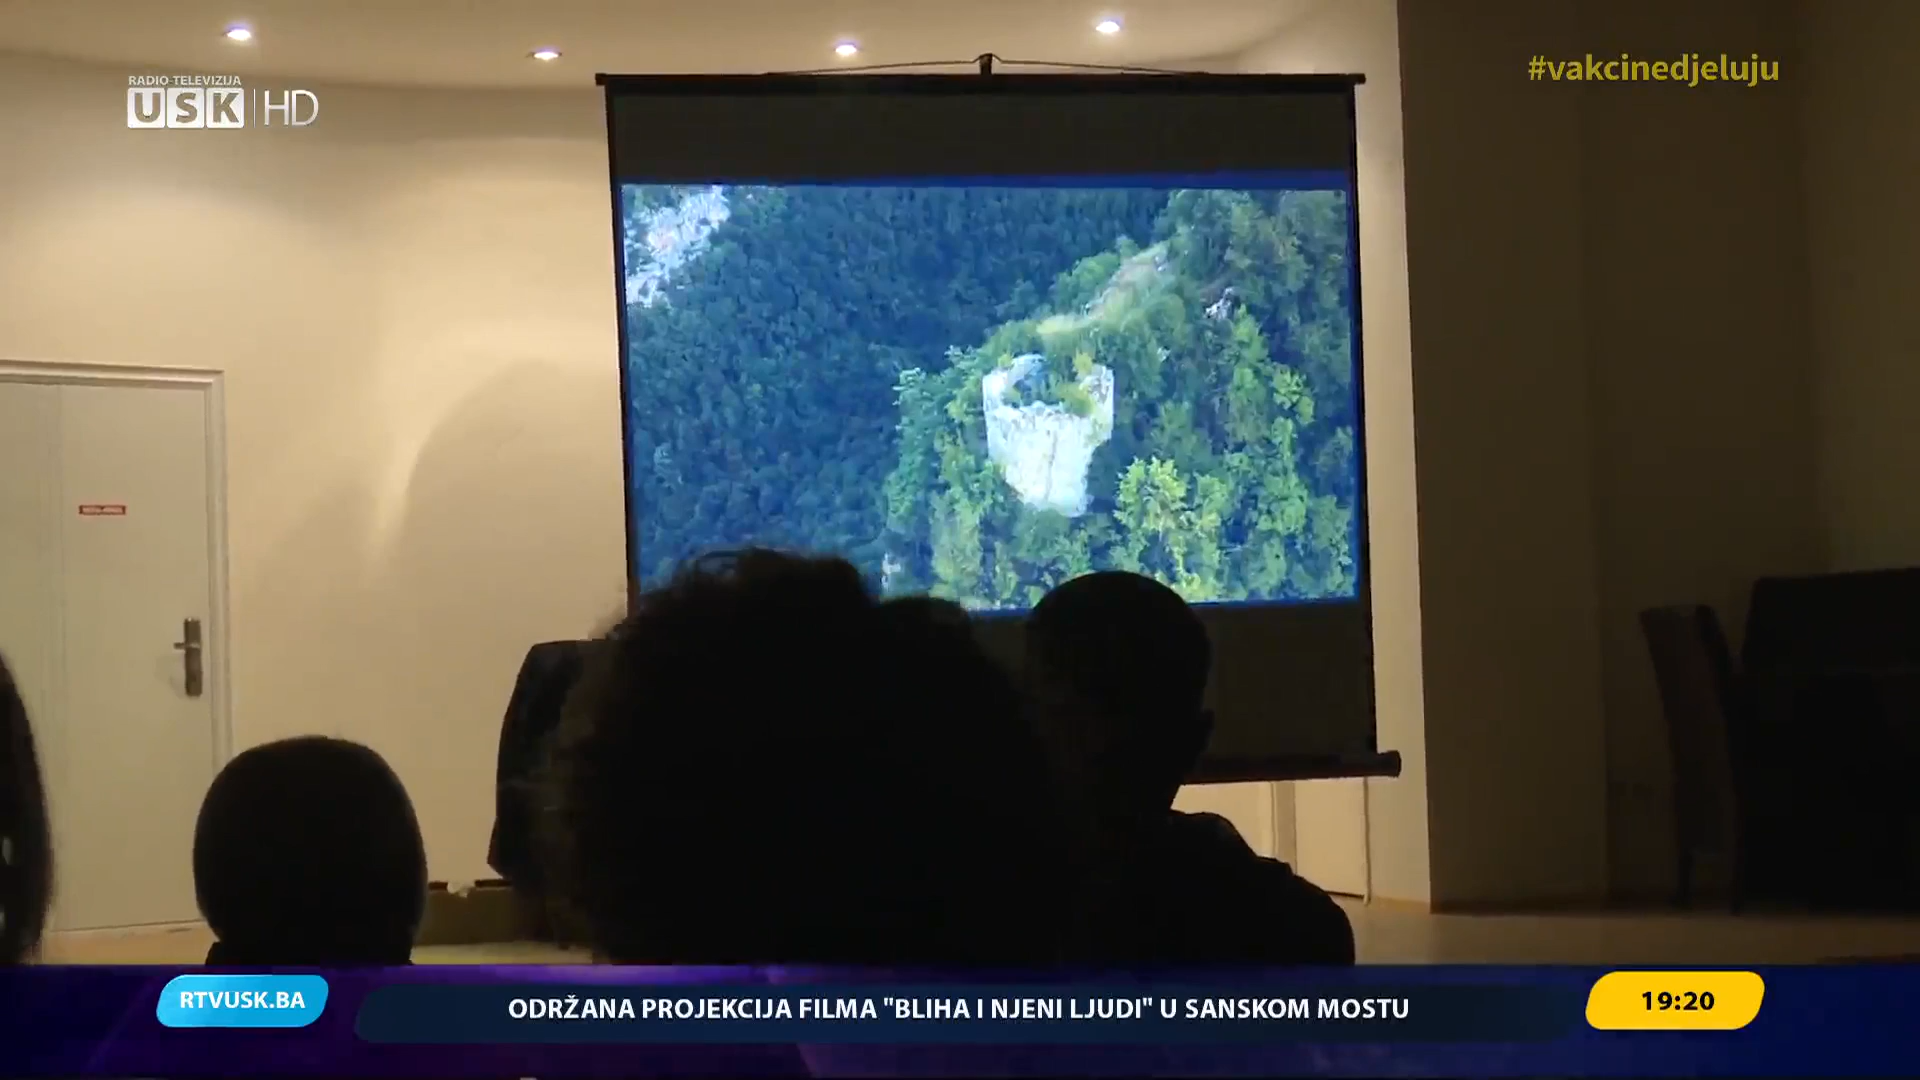 RADIO-TELEVIZIJA
USK HD
#vakcinedjeluju
RTVUSK.BA
ODRŽANA PROJEKCIJA FILMA "BLIHA I NJENI LJUDI" U SANSKOM MOSTU
19:20